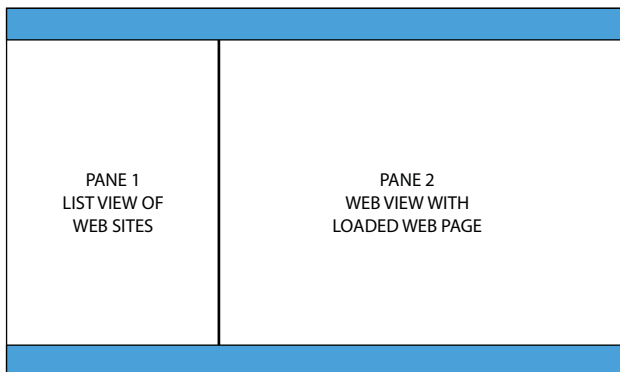 PANE 1
LIST VIEW OF
WEB SITES
PANE 2
WEB VIEW WITH
LOADED WEB PAGE